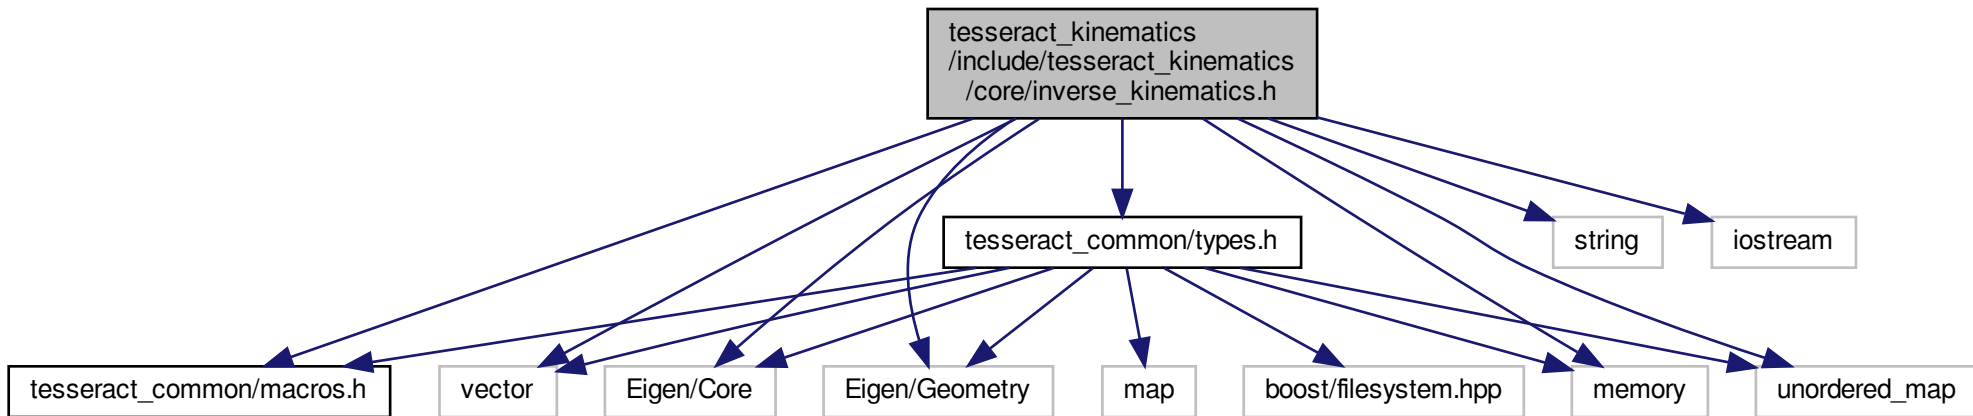 tesseract_kinematics
/include/tesseract_kinematics
/core/inverse_kinematics.h
tesseract_common/types.h
string
iostream
tesseract_common/macros.h
vector
Eigen/Core
Eigen/Geometry
map
boost/filesystem.hpp
memory
unordered_map